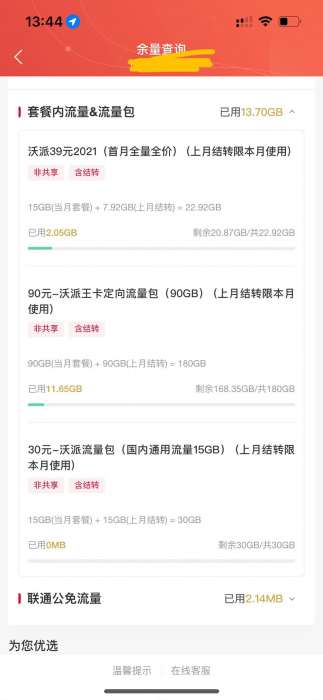 13:44
余量查询
套餐内流量&流量包
已用13.70GB
沃派39元2021（首月全量全价）（上月结转限本月使用）
非共享 含结转
15GB(当月套餐) + 7.92GB(上月结转) = 22.92GB
已用2.05GB 剩余20.87GB/共22.92GB
90元-沃派王卡定向流量包（90GB）（上月结转限本月
使用）
非共享 含结转
90GB(当月套餐) + 90GB(上月结转) = 180GB
已用11.65GB 剩余168.35GB/共180GB
30元-沃派流量包（国内通用流量15GB）（上月结转限
本月使用）
非共享 含结转
15GB(当月套餐) + 15GB(上月结转) = 30GB
已用0MB 剩余30GB/共30GB
联通公免流量 已用2.14MB
为您优选
温馨提示 在线客服